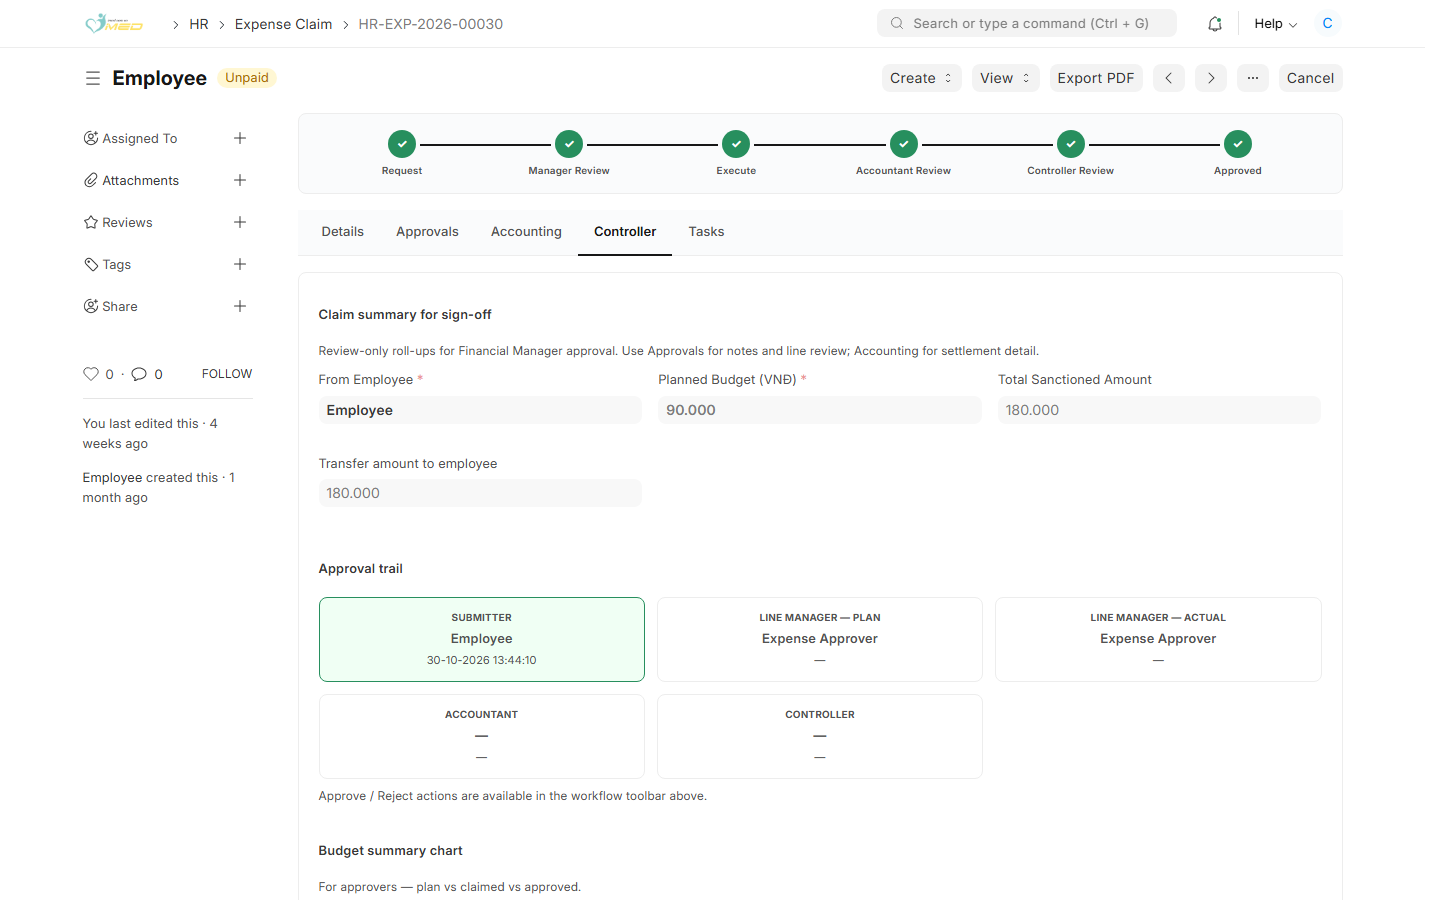 MED
HR
Expense Claim
HR-EXP-2026-00030
Search or type a command (Ctrl + G)
Help
C
Employee
Unpaid
Create
View
Export PDF
Cancel
Assigned To
Attachments
Reviews
Tags
Share
0 · 0
FOLLOW
You last edited this · 4
weeks ago
Employee created this · 1
month ago
Request
Manager Review
Execute
Accountant Review
Controller Review
Approved
Details
Approvals
Accounting
Controller
Tasks
Claim summary for sign-off
Review-only roll-ups for Financial Manager approval. Use Approvals for notes and line review; Accounting for settlement detail.
From Employee *
Planned Budget (VNĐ) *
Total Sanctioned Amount
Employee
90.000
180.000
Transfer amount to employee
180.000
Approval trail
SUBMITTER
Employee
30-10-2026 13:44:10
LINE MANAGER — PLAN
Expense Approver
—
LINE MANAGER — ACTUAL
Expense Approver
—
ACCOUNTANT
—
—
CONTROLLER
—
—
Approve / Reject actions are available in the workflow toolbar above.
Budget summary chart
For approvers — plan vs claimed vs approved.